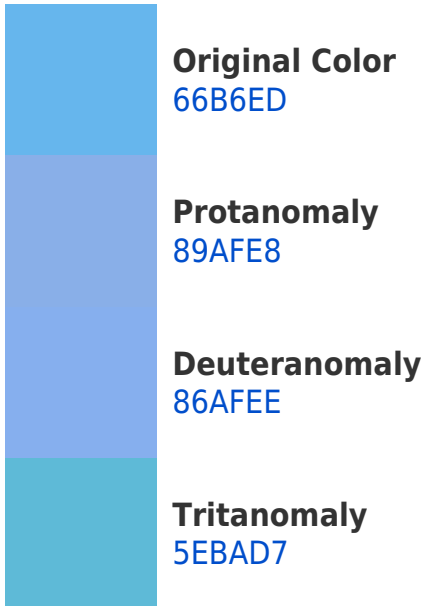 Original Color
66B6ED
Protanomaly
89AFE8
Deuteranomaly
86AFEE
Tritanomaly
5EBAD7